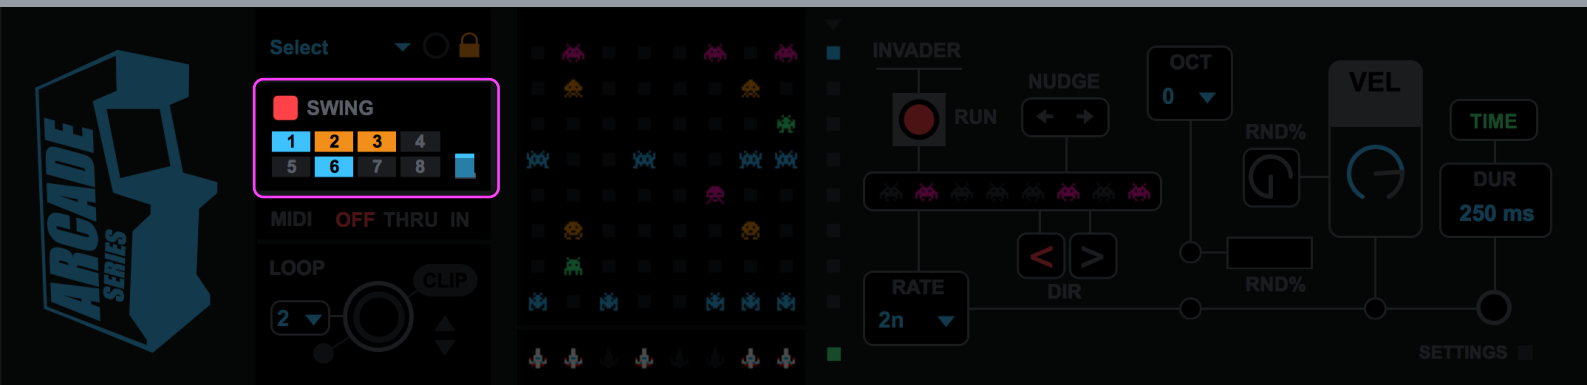 ARCADE
SERIES
Select
SWING
1 2 3 4
5 6 7 8
MIDI OFF THRU IN
LOOP
CLIP
2
INVADER
RUN
NUDGE
OCT
0
RND%
VEL
TIME
DUR
250 ms
< >
DIR
RATE
2n
RND%
SETTINGS